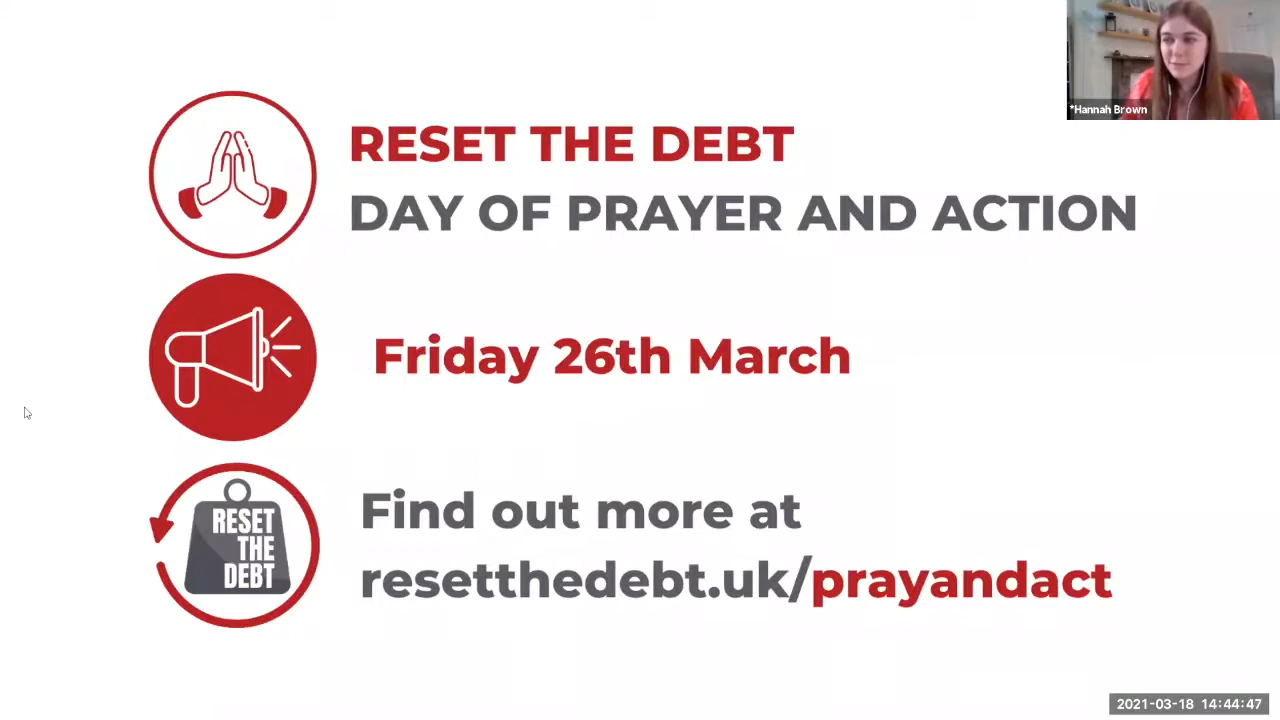 *Hannah Brown
RESET THE DEBT
DAY OF PRAYER AND ACTION
Friday 26th March
RESET
THE
DEBT
Find out more at
resetthedebt.uk/prayandact
2021-03-18 14:44:47